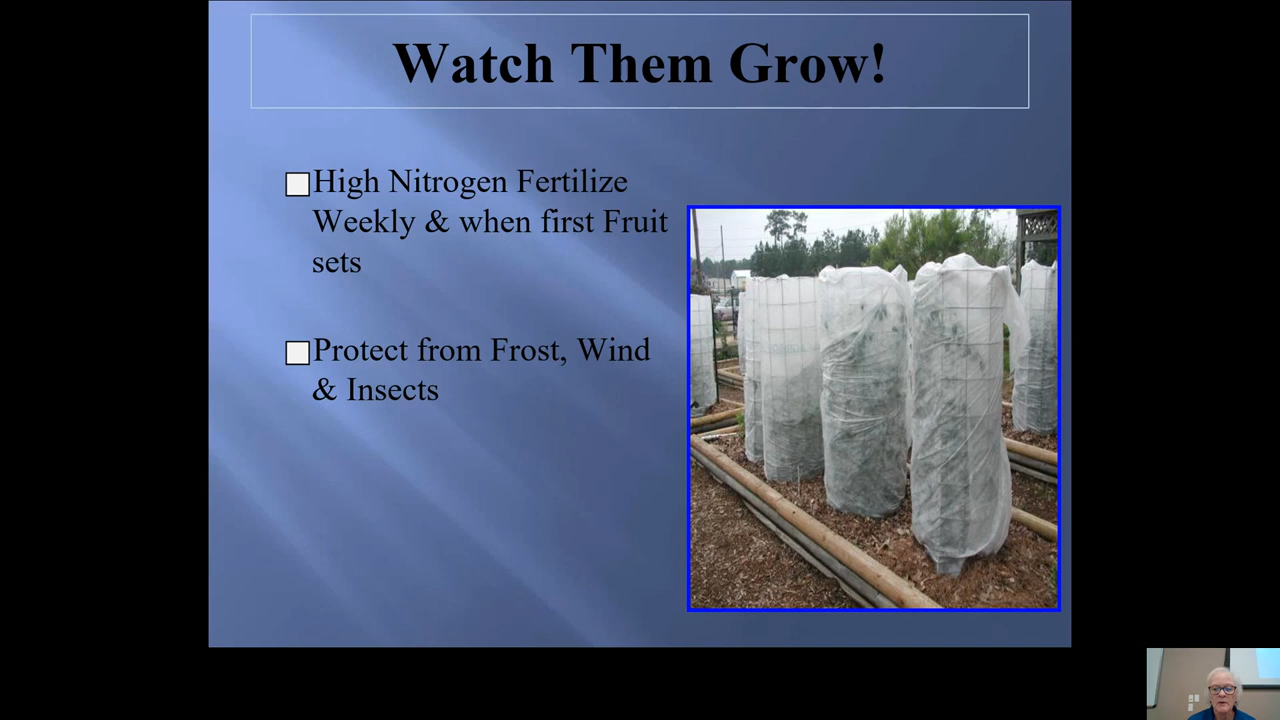 Watch Them Grow!
High Nitrogen Fertilize
Weekly & when first Fruit
sets
Protect from Frost, Wind
& Insects